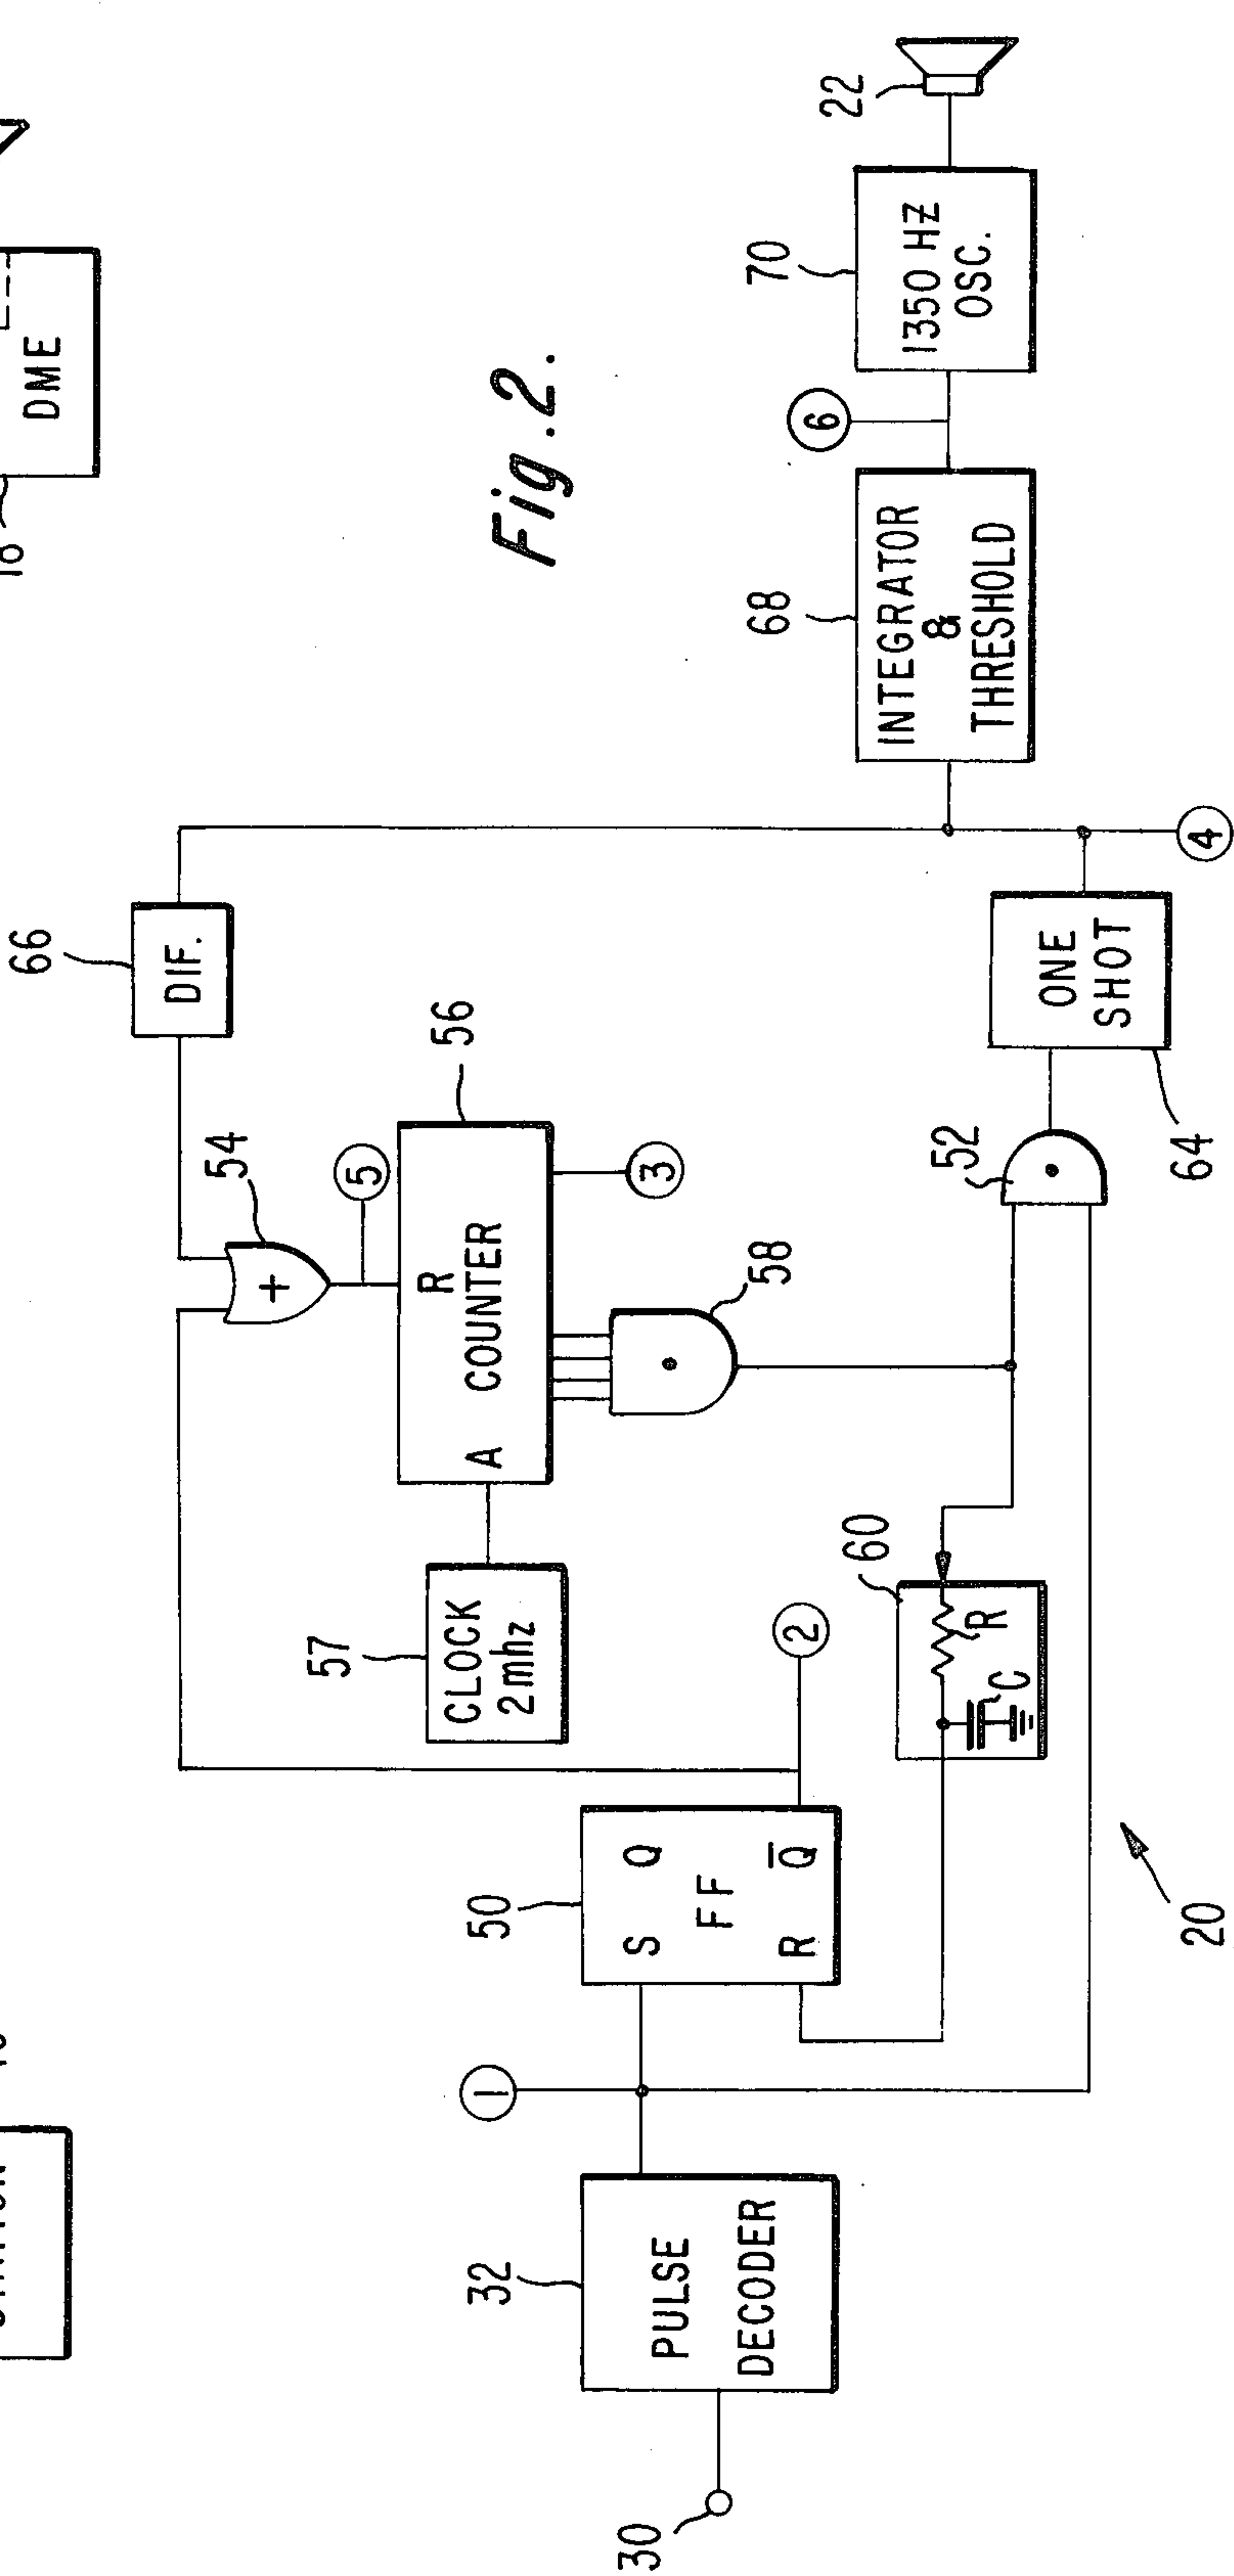 18
DME
Fig.2.
66
DIF.
54
+
5
56
R
COUNTER
A
3
57
CLOCK
2mhz
58
50
S Q
FF
R Q̅
2
60
R
C
1
32
PULSE
DECODER
30
20
52
64
ONE
SHOT
4
68
INTEGRATOR
&
THRESHOLD
6
70
1350 HZ
OSC.
22